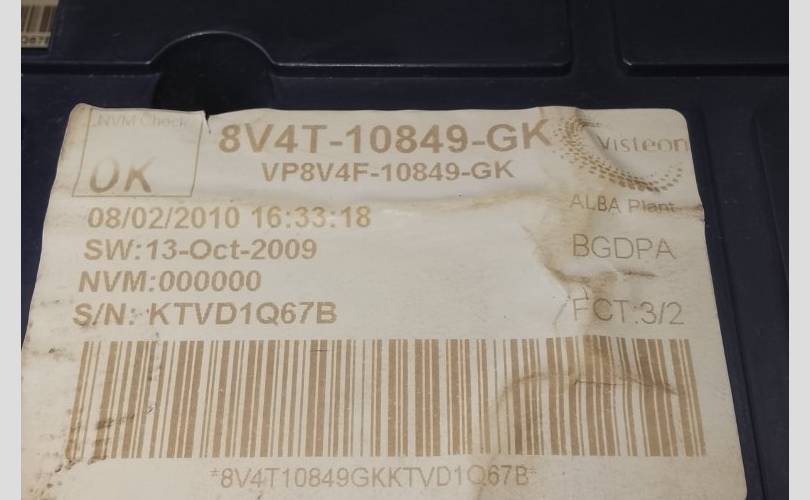 NVM Check
OK
8V4T-10849-GK
VP8V4F-10849-GK
Visteon
ALBA Plant
08/02/2010 16:33:18
SW:13-Oct-2009
BGDPA
NVM:000000
S/N: KTVD1Q67B
FCT:3/2
*8V4T10849GKKTVD1Q67B*